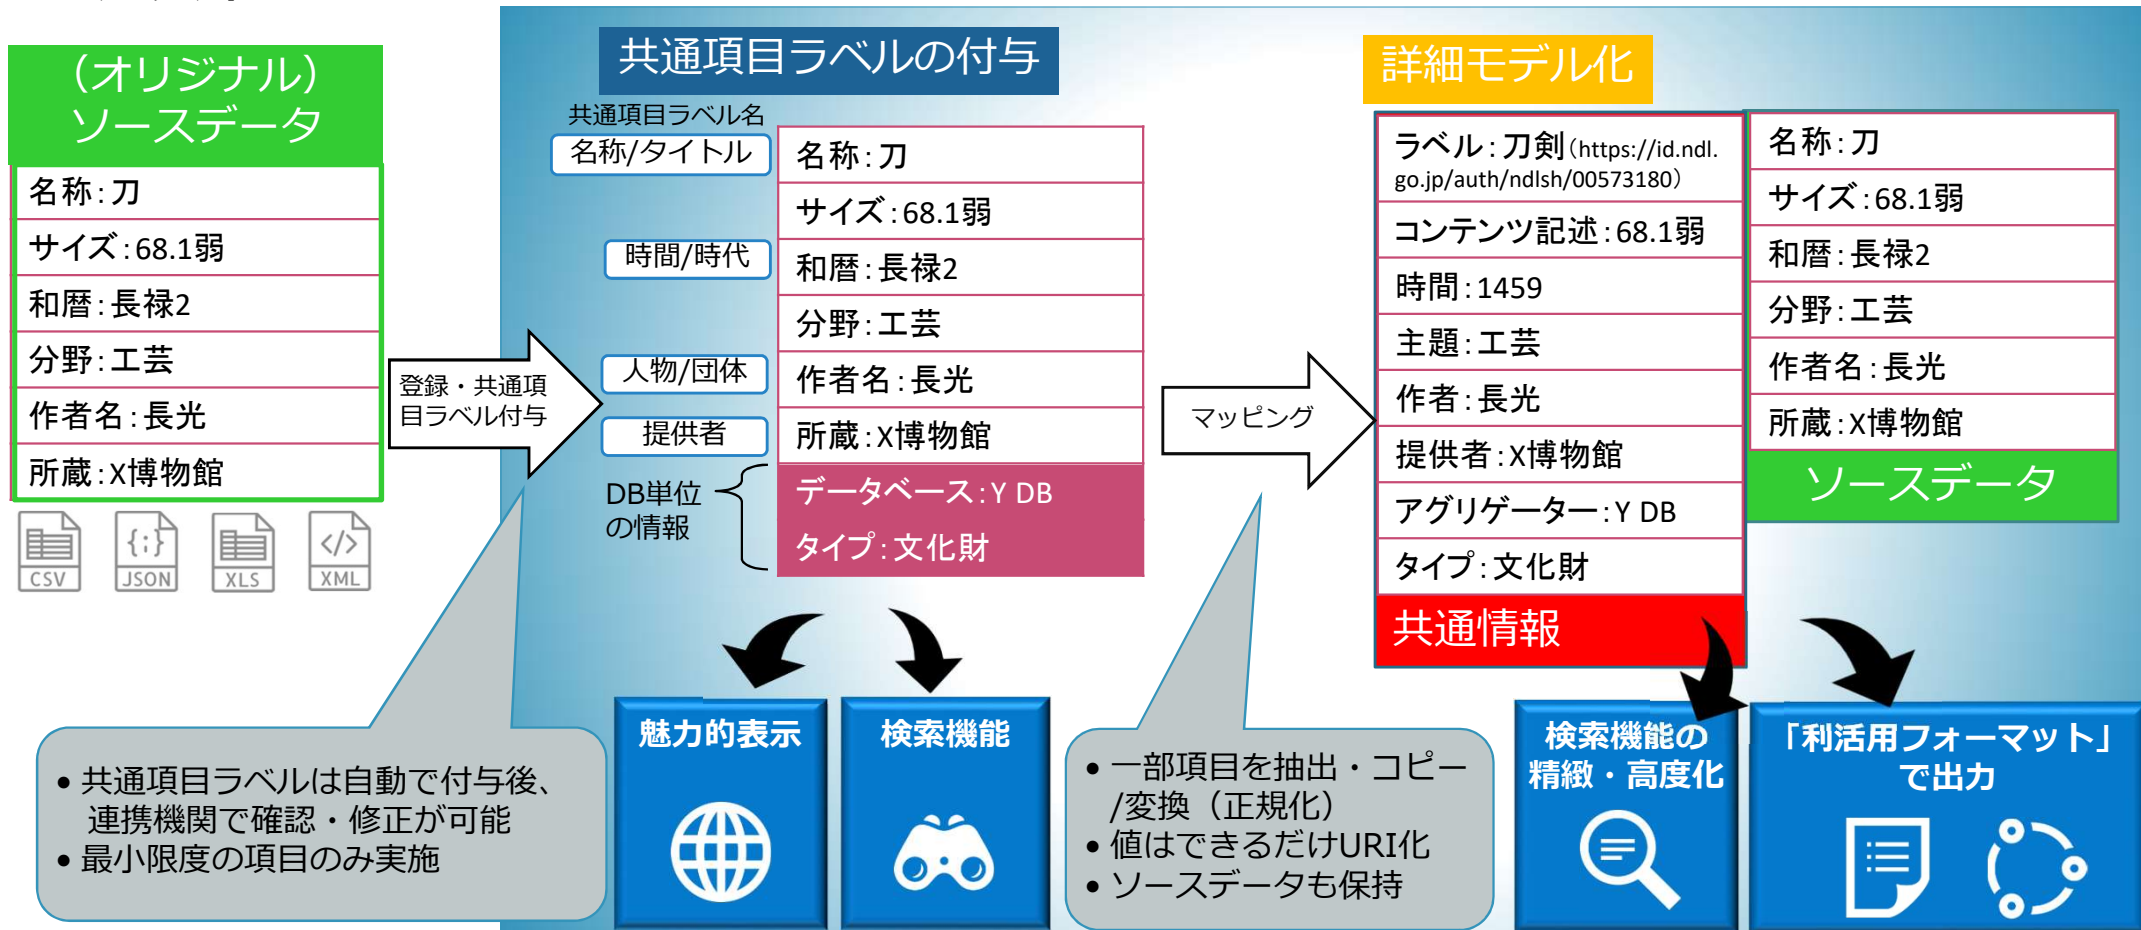 （オリジナル）
ソースデータ
名称：刀
サイズ：68.1弱
和暦：長禄2
分野：工芸
作者名：長光
所蔵：X博物館
CSV
JSON
XLS
XML
登録・共通項
目ラベル付与
共通項目ラベルの付与
共通項目ラベル名
名称/タイトル
時間/時代
人物/団体
提供者
DB単位
の情報
名称：刀
サイズ：68.1弱
和暦：長禄2
分野：工芸
作者名：長光
所蔵：X博物館
データベース：Y DB
タイプ：文化財
マッピング
詳細モデル化
ラベル：刀剣（https://id.ndl.
go.jp/auth/ndlsh/00573180）
コンテンツ記述：68.1弱
時間：1459
主題：工芸
作者：長光
提供者：X博物館
アグリゲーター：Y DB
タイプ：文化財
共通情報
名称：刀
サイズ：68.1弱
和暦：長禄2
分野：工芸
作者名：長光
所蔵：X博物館
ソースデータ
• 共通項目ラベルは自動で付与後、
連携機関で確認・修正が可能
• 最小限度の項目のみ実施
魅力的表示
検索機能
• 一部項目を抽出・コピー
/変換（正規化）
• 値はできるだけURI化
• ソースデータも保持
検索機能の
精緻・高度化
「利活用フォーマット」
で出力